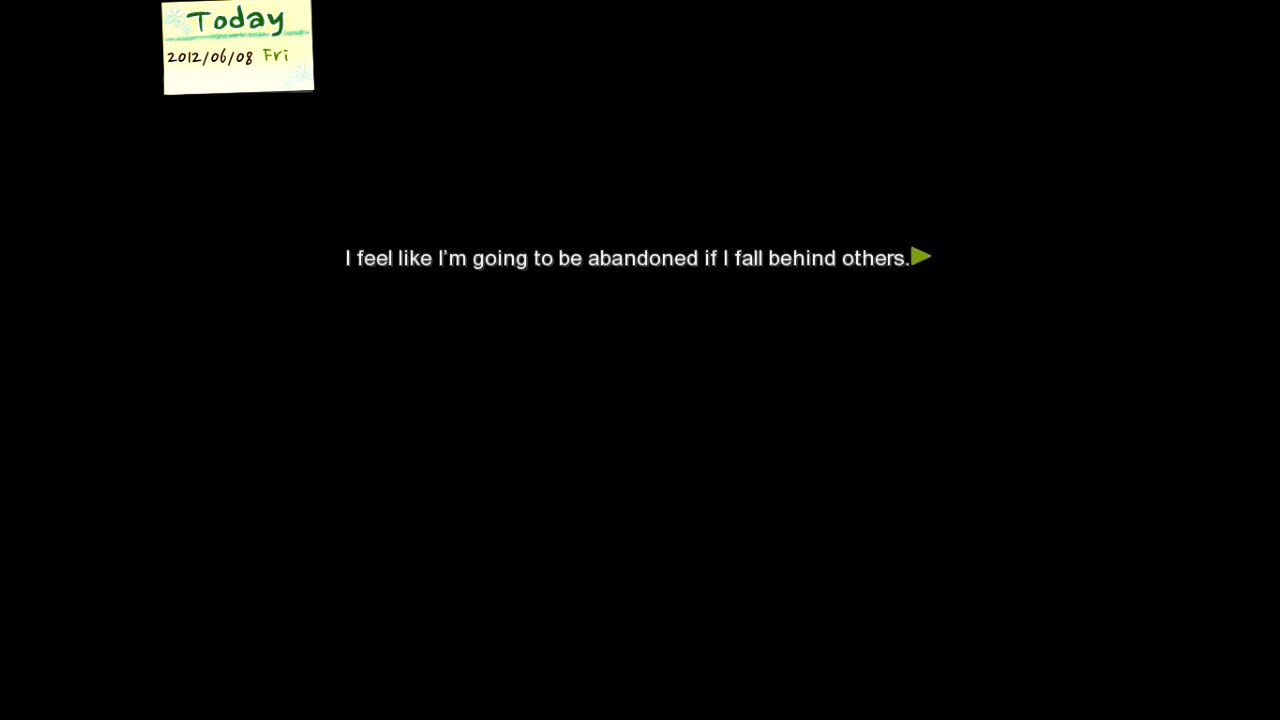 Today
2012/06/08 Fri
I feel like I'm going to be abandoned if I fall behind others.